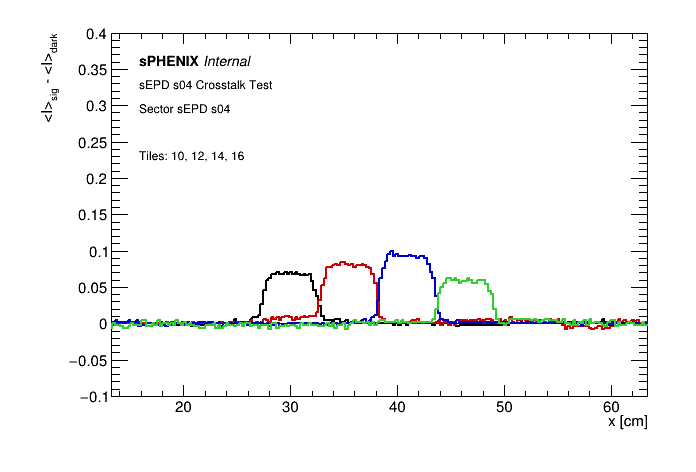 <I>sig - <I>dark
0.4
0.35
0.3
0.25
0.2
0.15
0.1
0.05
0
−0.05
−0.1
sPHENIX Internal
sEPD s04 Crosstalk Test
Sector sEPD s04
Tiles: 10, 12, 14, 16
20 30 40 50 60
x [cm]